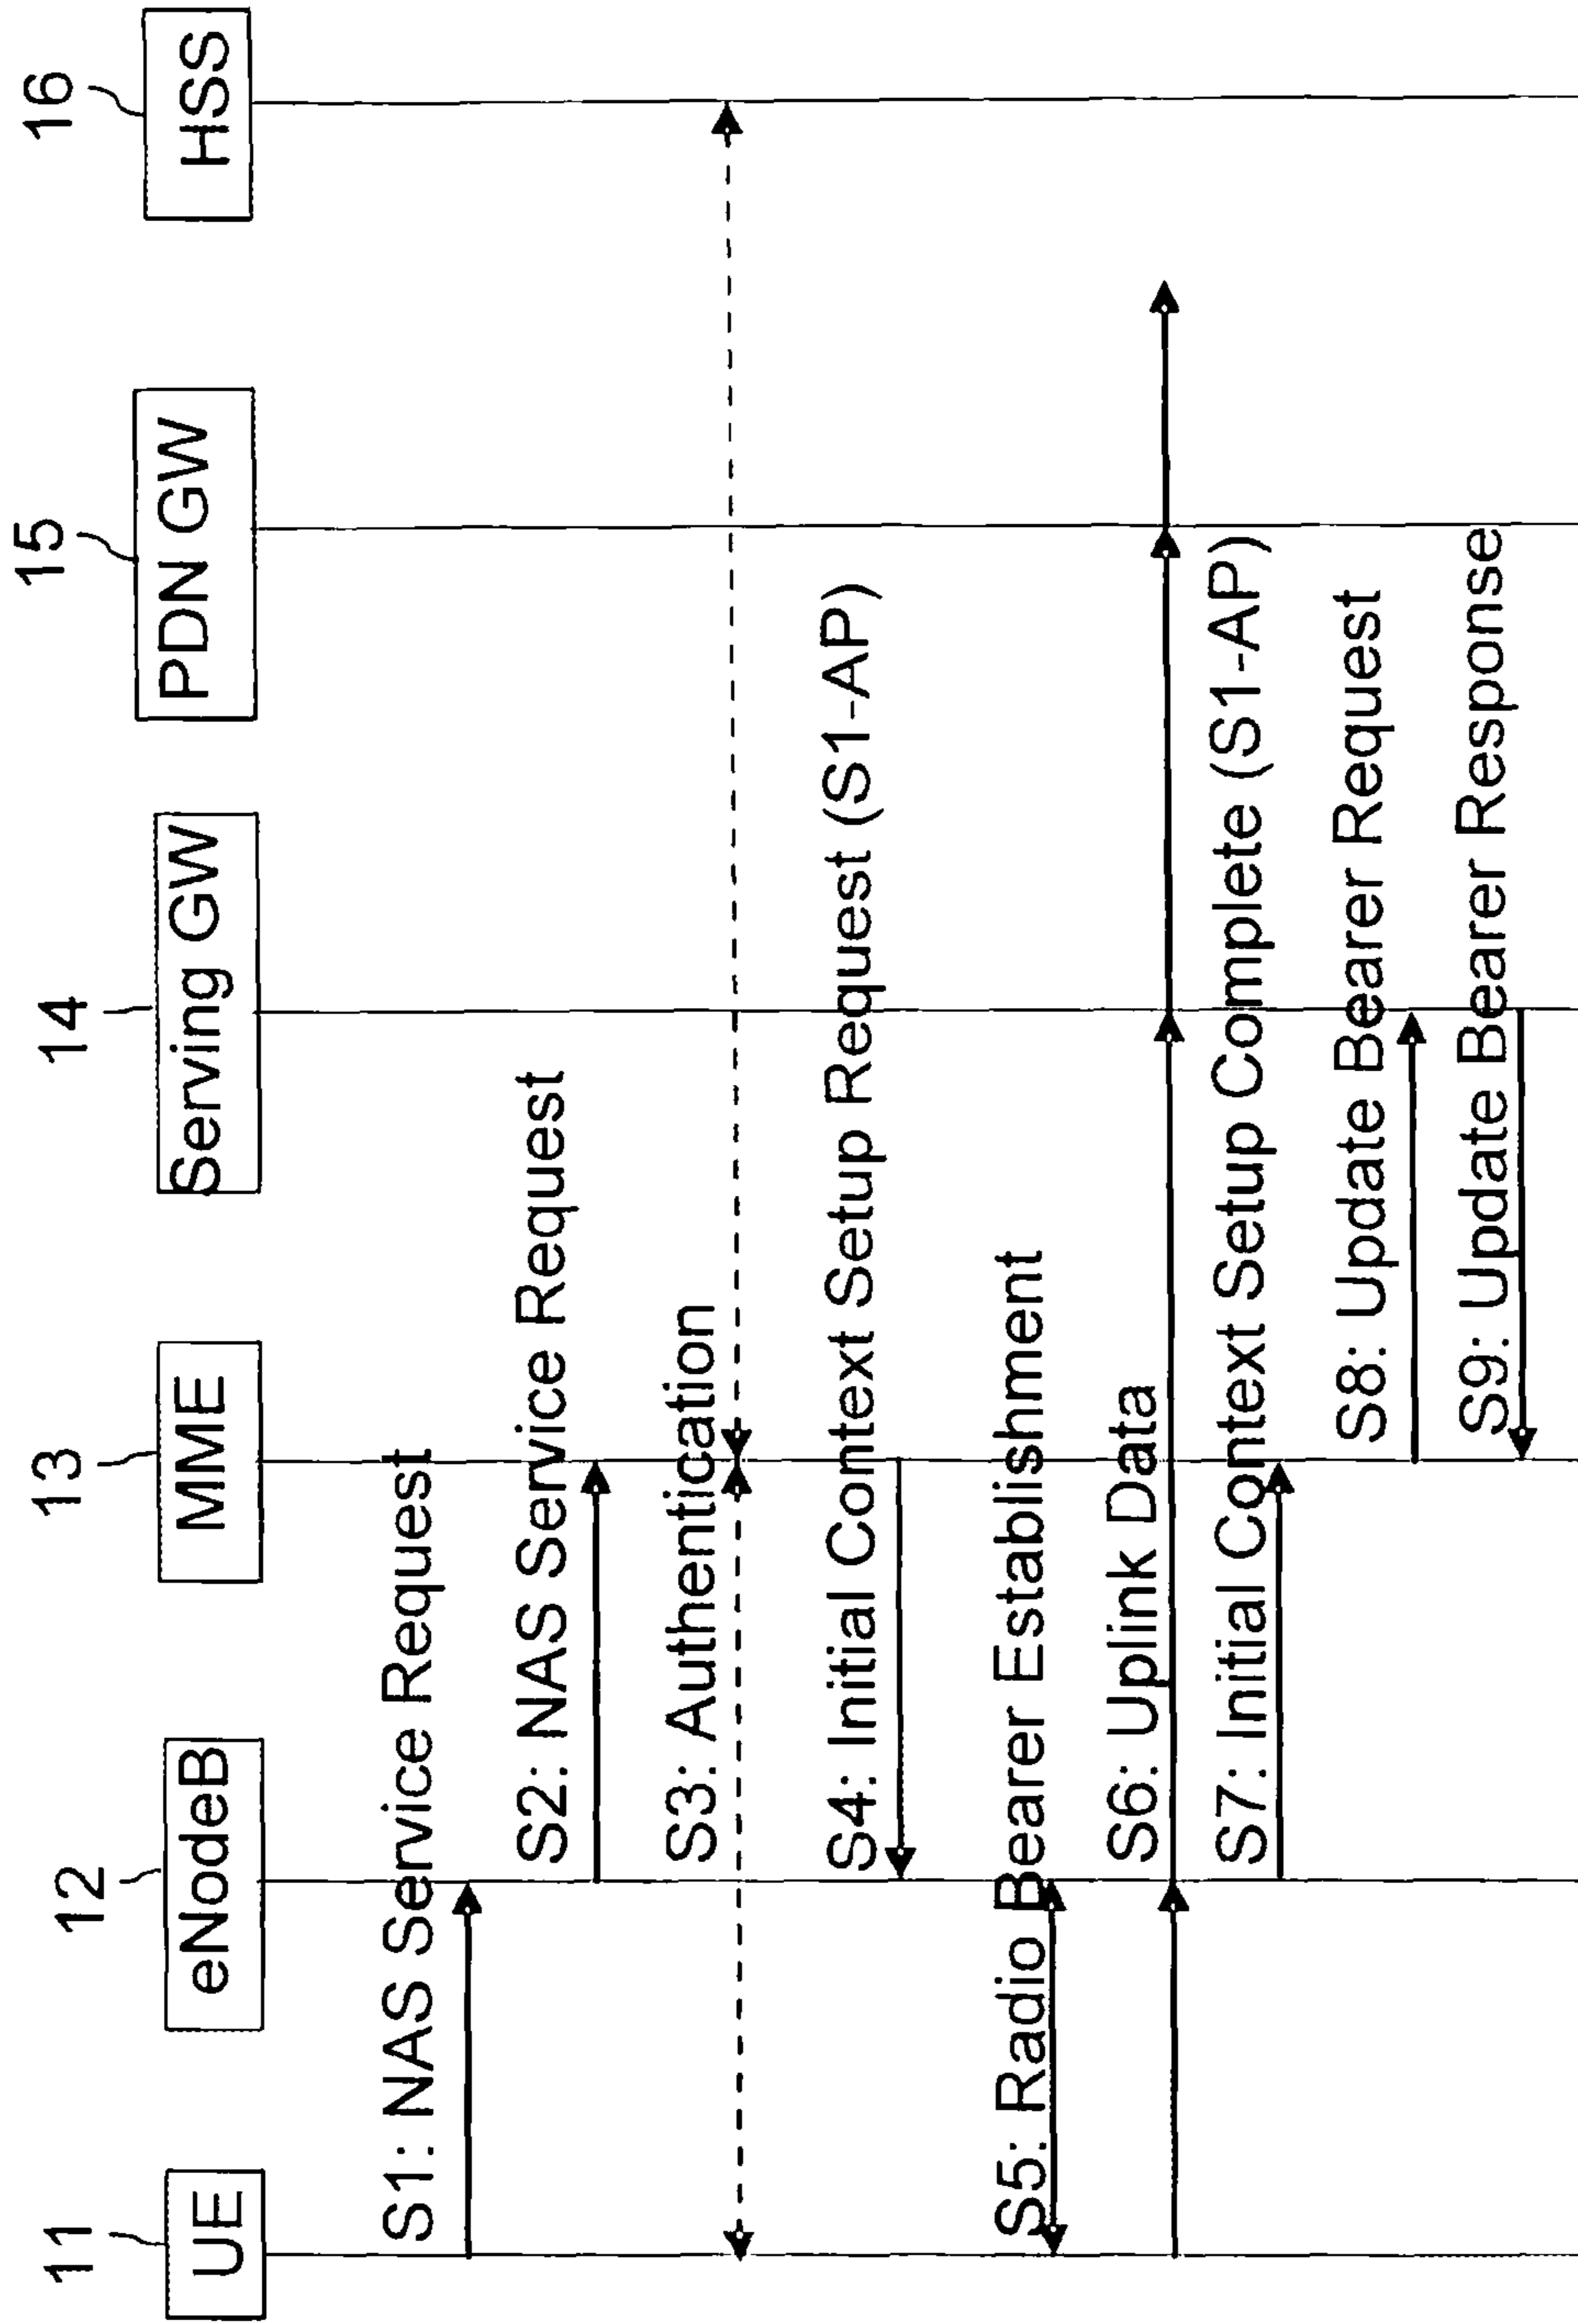 11
12
13
14
15
16
UE
eNodeB
MME
Serving GW
PDN GW
HSS
S1: NAS Service Request
S2: NAS Service Request
S3: Authentication
S4: Initial Context Setup Request (S1-AP)
S5: Radio Bearer Establishment
S6: Uplink Data
S7: Initial Context Setup Complete (S1-AP)
S8: Update Bearer Request
S9: Update Bearer Response